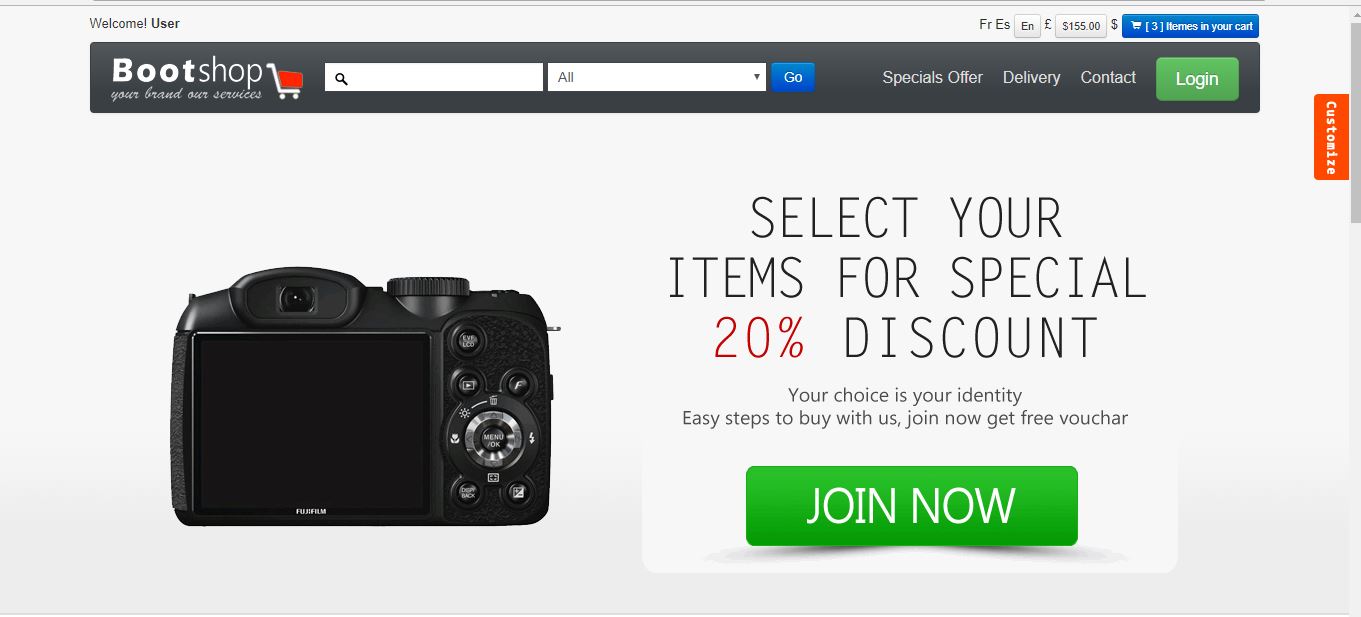 Welcome! User
Fr Es En £ $155.00 $ [ 3 ] Itemes in your cart
Bootshop
your brand our services
All
Go
Specials Offer
Delivery
Contact
Login
Customize
SELECT YOUR
ITEMS FOR SPECIAL
20% DISCOUNT
Your choice is your identity
Easy steps to buy with us, join now get free vouchar
JOIN NOW
EVF
LCD
F
MENU
/OK
DISP/
BACK
FUJIFILM